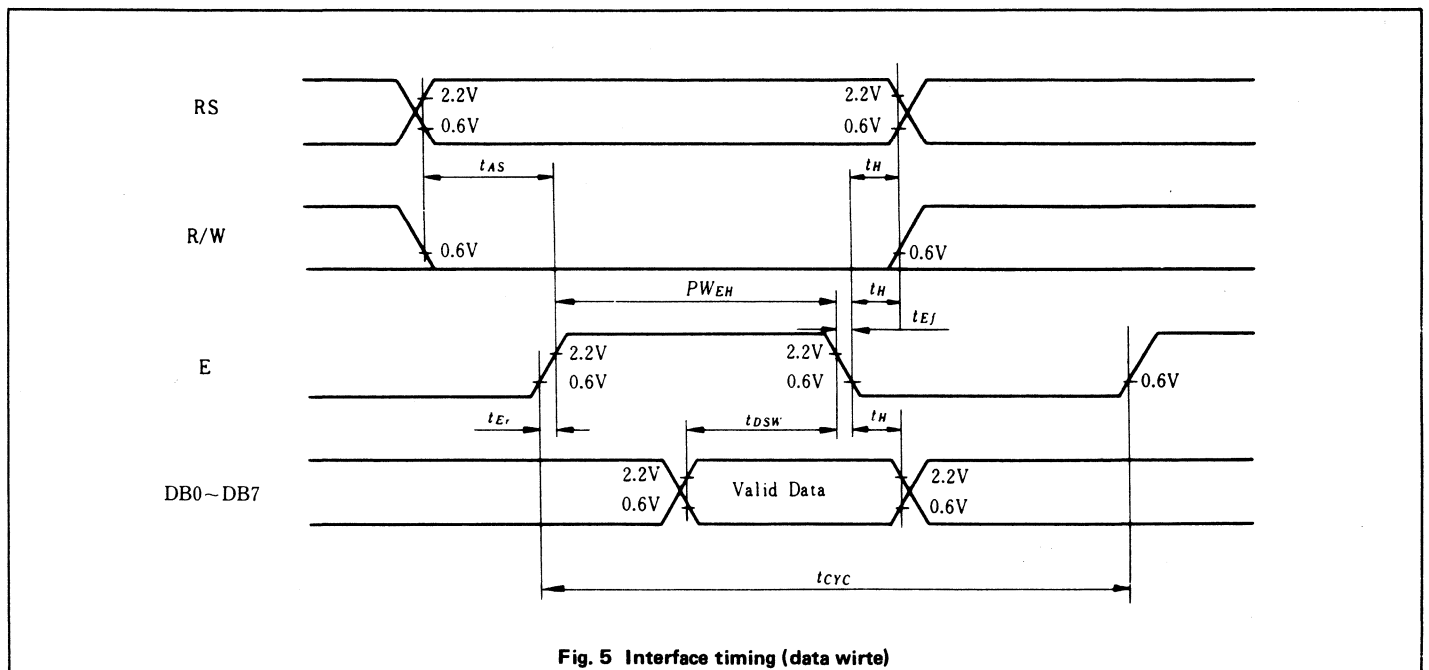 2.2V 2.2V
RS
0.6V 0.6V
tAS tH
R/W
0.6V 0.6V
PWEH tH
tEf
2.2V 2.2V
E
0.6V 0.6V 0.6V
tEr tDSW tH
2.2V 2.2V
DB0~DB7 Valid Data
0.6V 0.6V
tCYC
Fig. 5 Interface timing (data wirte)